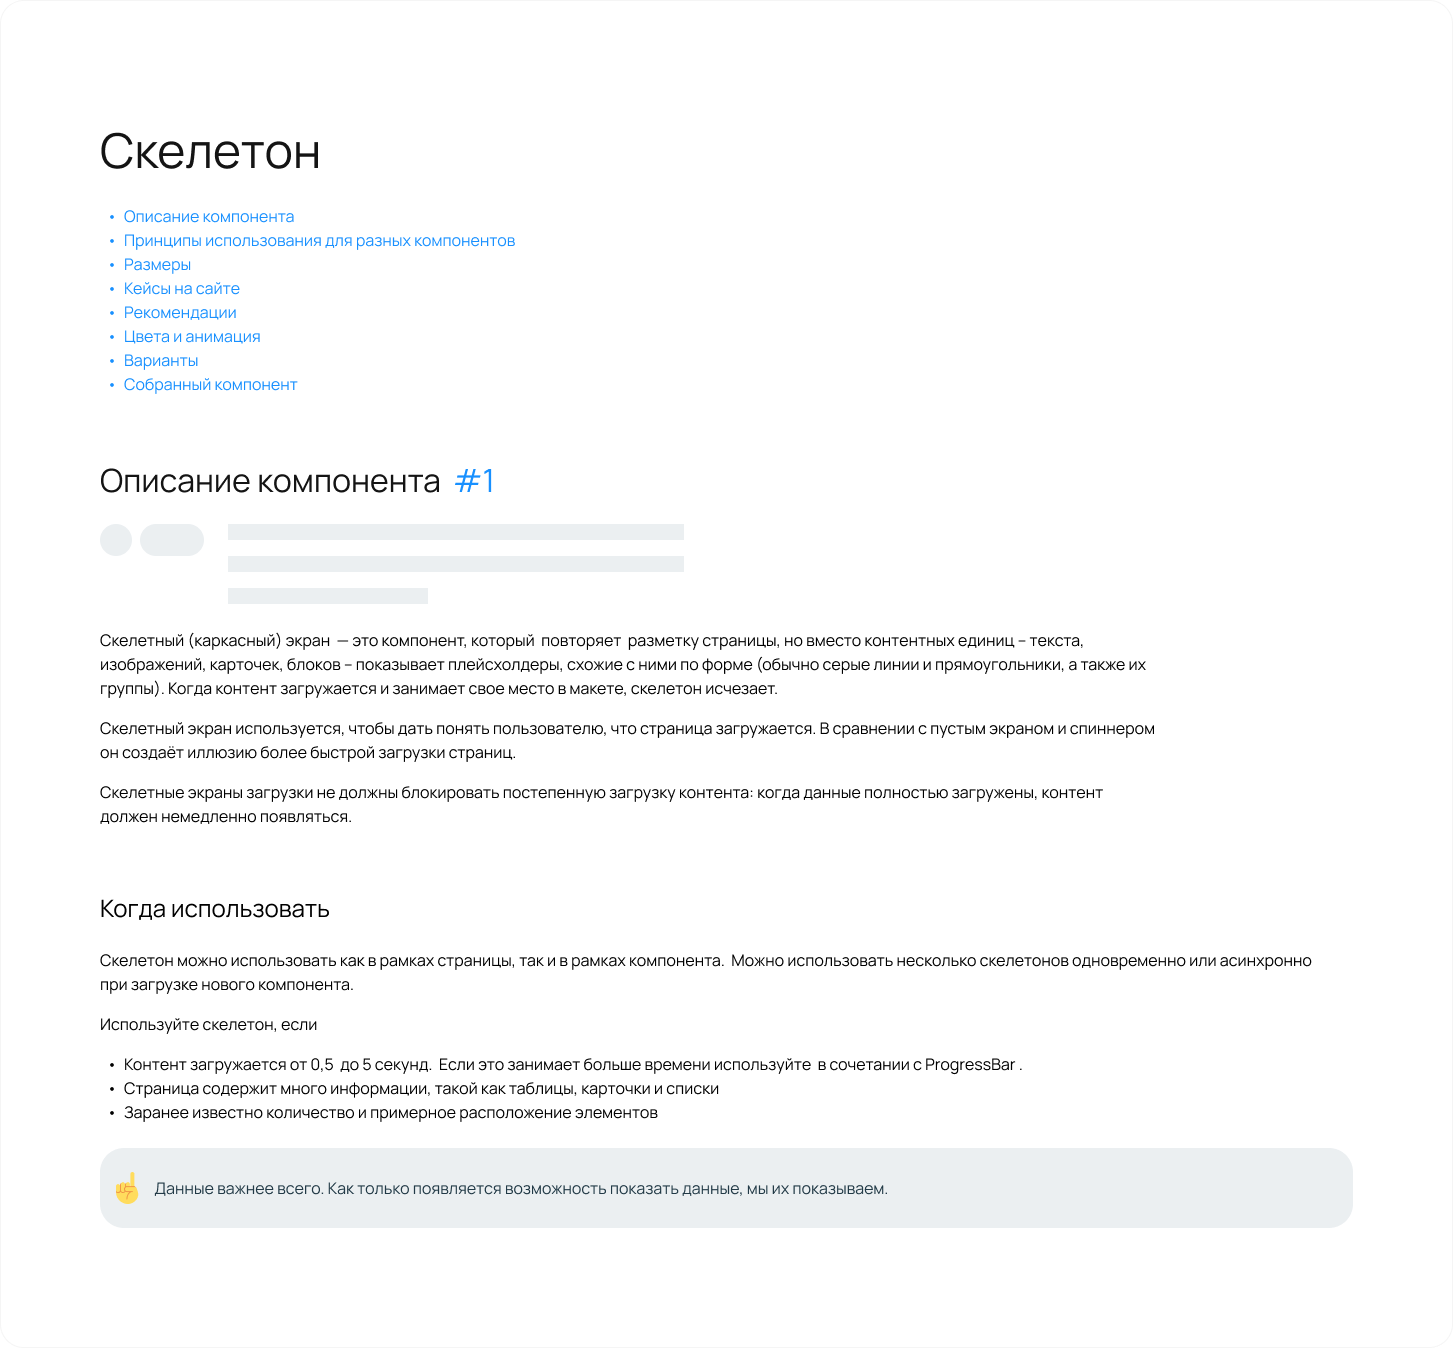 Скелетон
• Описание компонента
• Принципы использования для разных компонентов
• Размеры
• Кейсы на сайте
• Рекомендации
• Цвета и анимация
• Варианты
• Собранный компонент
Описание компонента #1
Скелетный (каркасный) экран — это компонент, который повторяет разметку страницы, но вместо контентных единиц – текста,
изображений, карточек, блоков – показывает плейсхолдеры, схожие с ними по форме (обычно серые линии и прямоугольники, а также их
группы). Когда контент загружается и занимает свое место в макете, скелетон исчезает.
Скелетный экран используется, чтобы дать понять пользователю, что страница загружается. В сравнении с пустым экраном и спиннером
он создаёт иллюзию более быстрой загрузки страниц.
Скелетные экраны загрузки не должны блокировать постепенную загрузку контента: когда данные полностью загружены, контент
должен немедленно появляться.
Когда использовать
Скелетон можно использовать как в рамках страницы, так и в рамках компонента. Можно использовать несколько скелетонов одновременно или асинхронно
при загрузке нового компонента.
Используйте скелетон, если
• Контент загружается от 0,5 до 5 секунд. Если это занимает больше времени используйте в сочетании с ProgressBar .
• Страница содержит много информации, такой как таблицы, карточки и списки
• Заранее известно количество и примерное расположение элементов
Данные важнее всего. Как только появляется возможность показать данные, мы их показываем.